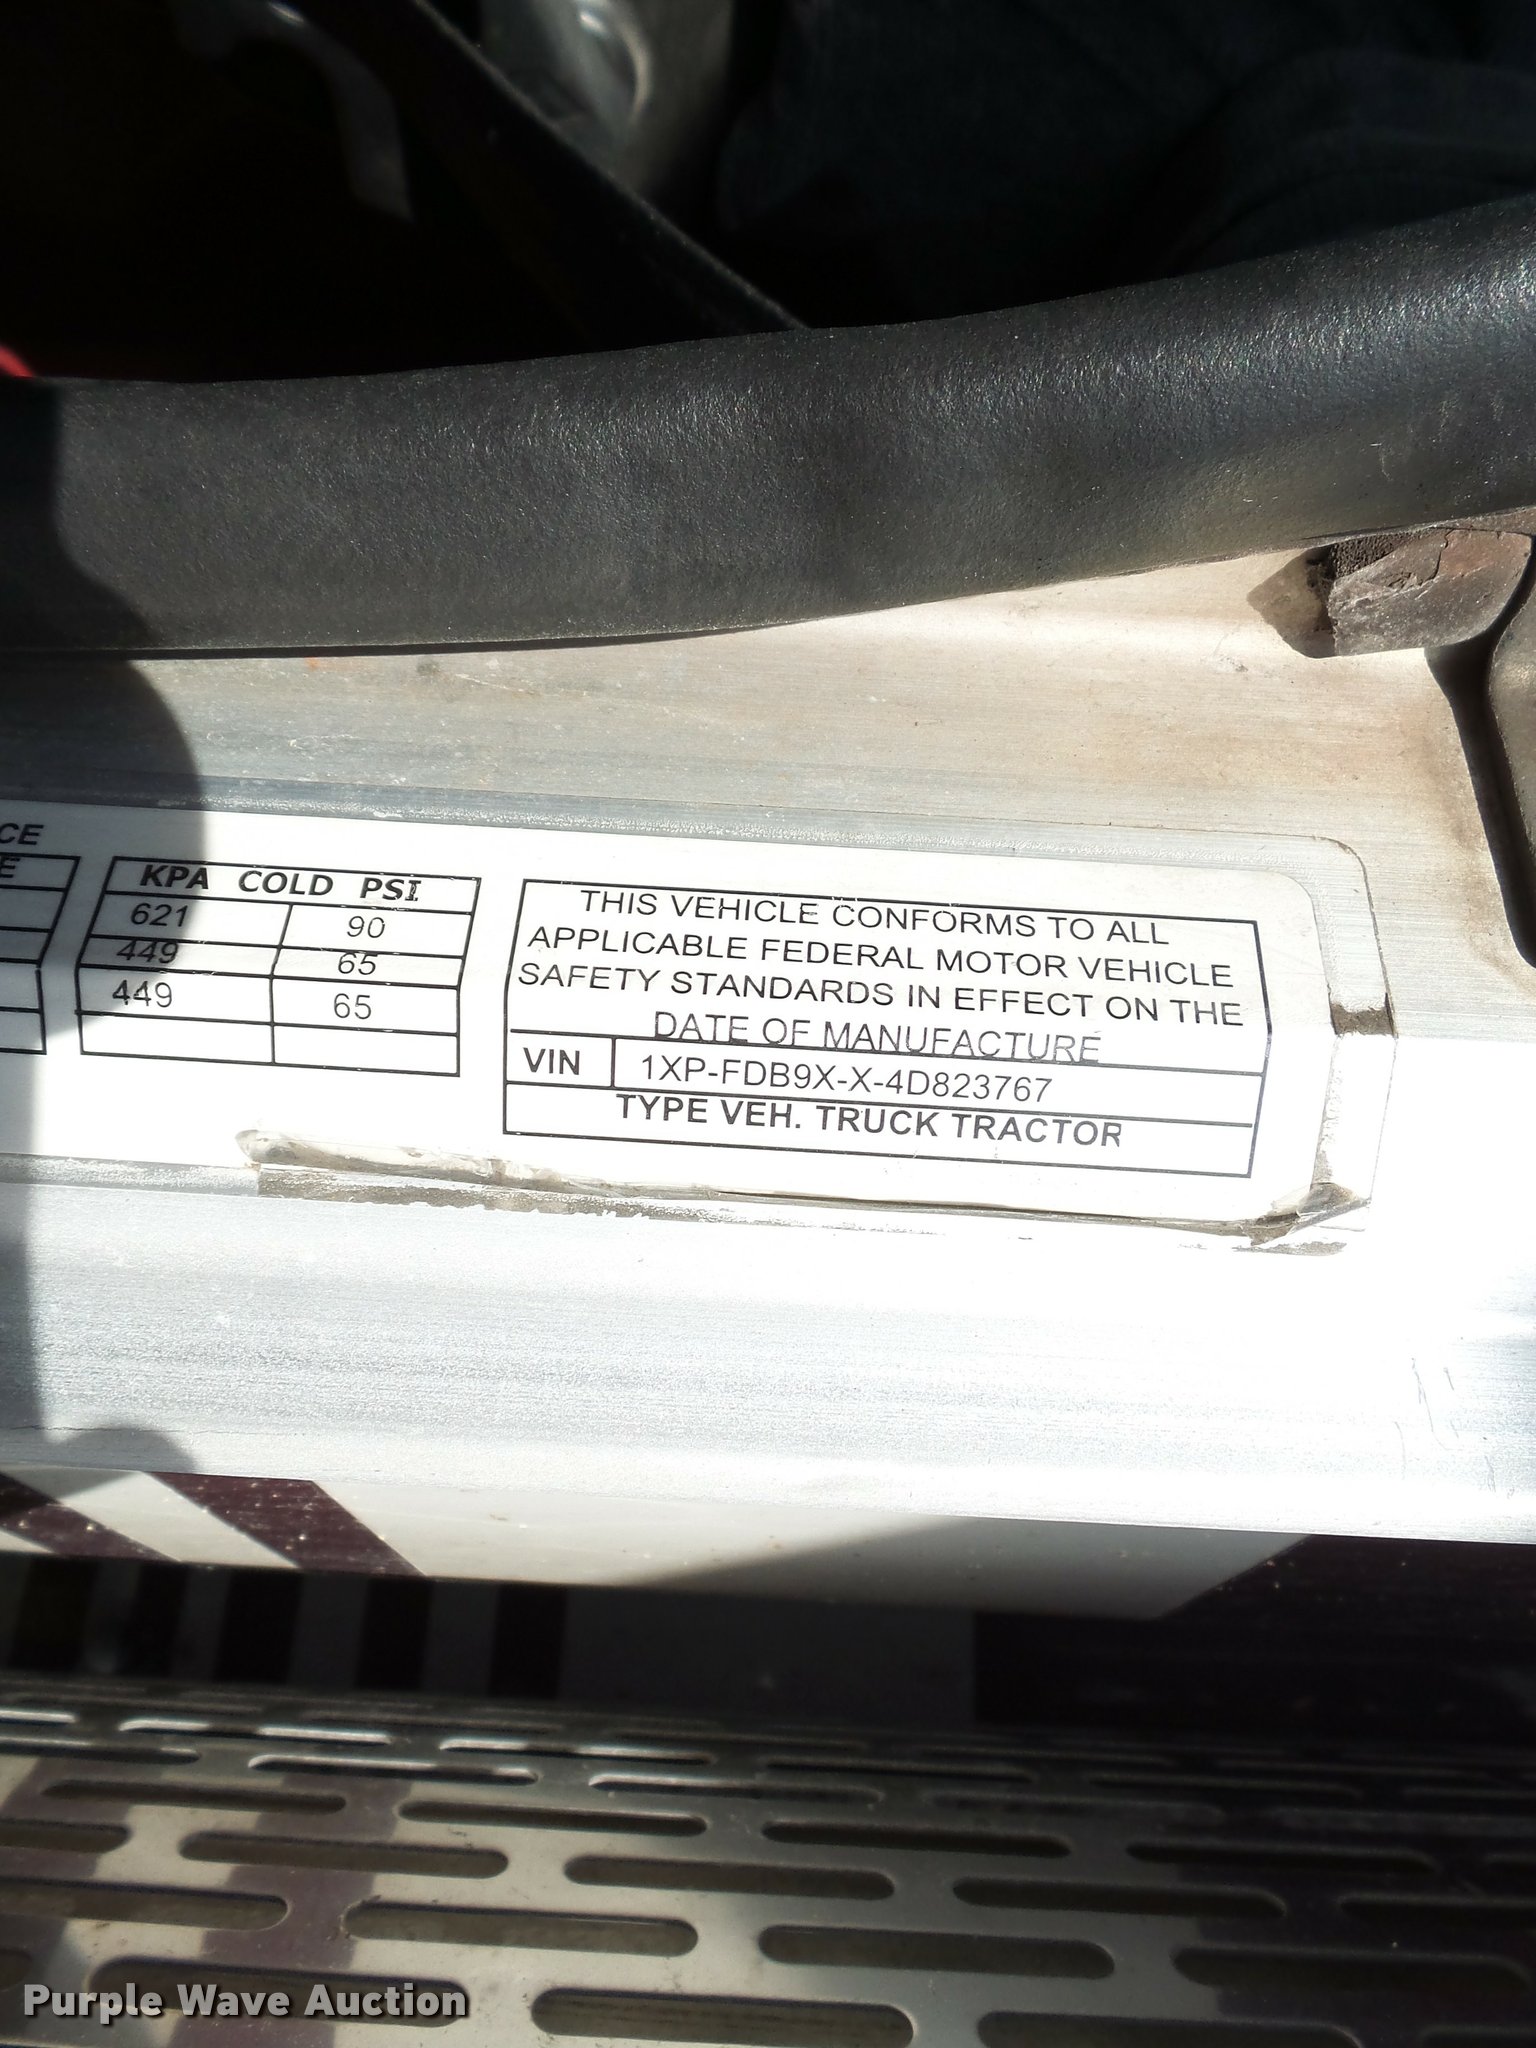 CE
E
KPA COLD PSI
621 90
449 65
449 65
THIS VEHICLE CONFORMS TO ALL
APPLICABLE FEDERAL MOTOR VEHICLE
SAFETY STANDARDS IN EFFECT ON THE
DATE OF MANUFACTURE
VIN 1XP-FDB9X-X-4D823767
TYPE VEH. TRUCK TRACTOR
Purple Wave Auction